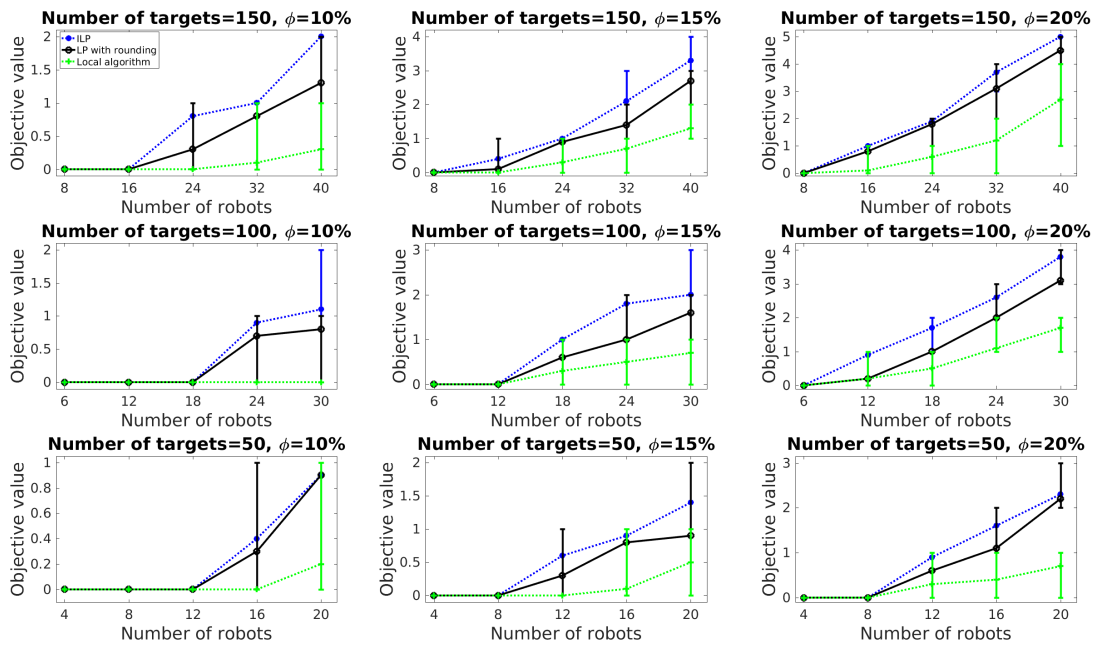 Number of targets=150, ϕ=10%
Number of targets=150, ϕ=15%
Number of targets=150, ϕ=20%
Objective value
2
1.5
1
0.5
0
ILP
LP with rounding
Local algorithm
8 16 24 32 40
Number of robots
Objective value
4
3
2
1
0
8 16 24 32 40
Number of robots
Objective value
5
4
3
2
1
0
8 16 24 32 40
Number of robots
Number of targets=100, ϕ=10%
Number of targets=100, ϕ=15%
Number of targets=100, ϕ=20%
Objective value
2
1.5
1
0.5
0
6 12 18 24 30
Number of robots
Objective value
3
2
1
0
6 12 18 24 30
Number of robots
Objective value
4
3
2
1
0
6 12 18 24 30
Number of robots
Number of targets=50, ϕ=10%
Number of targets=50, ϕ=15%
Number of targets=50, ϕ=20%
Objective value
1
0.8
0.6
0.4
0.2
0
4 8 12 16 20
Number of robots
Objective value
2
1.5
1
0.5
0
4 8 12 16 20
Number of robots
Objective value
3
2
1
0
4 8 12 16 20
Number of robots